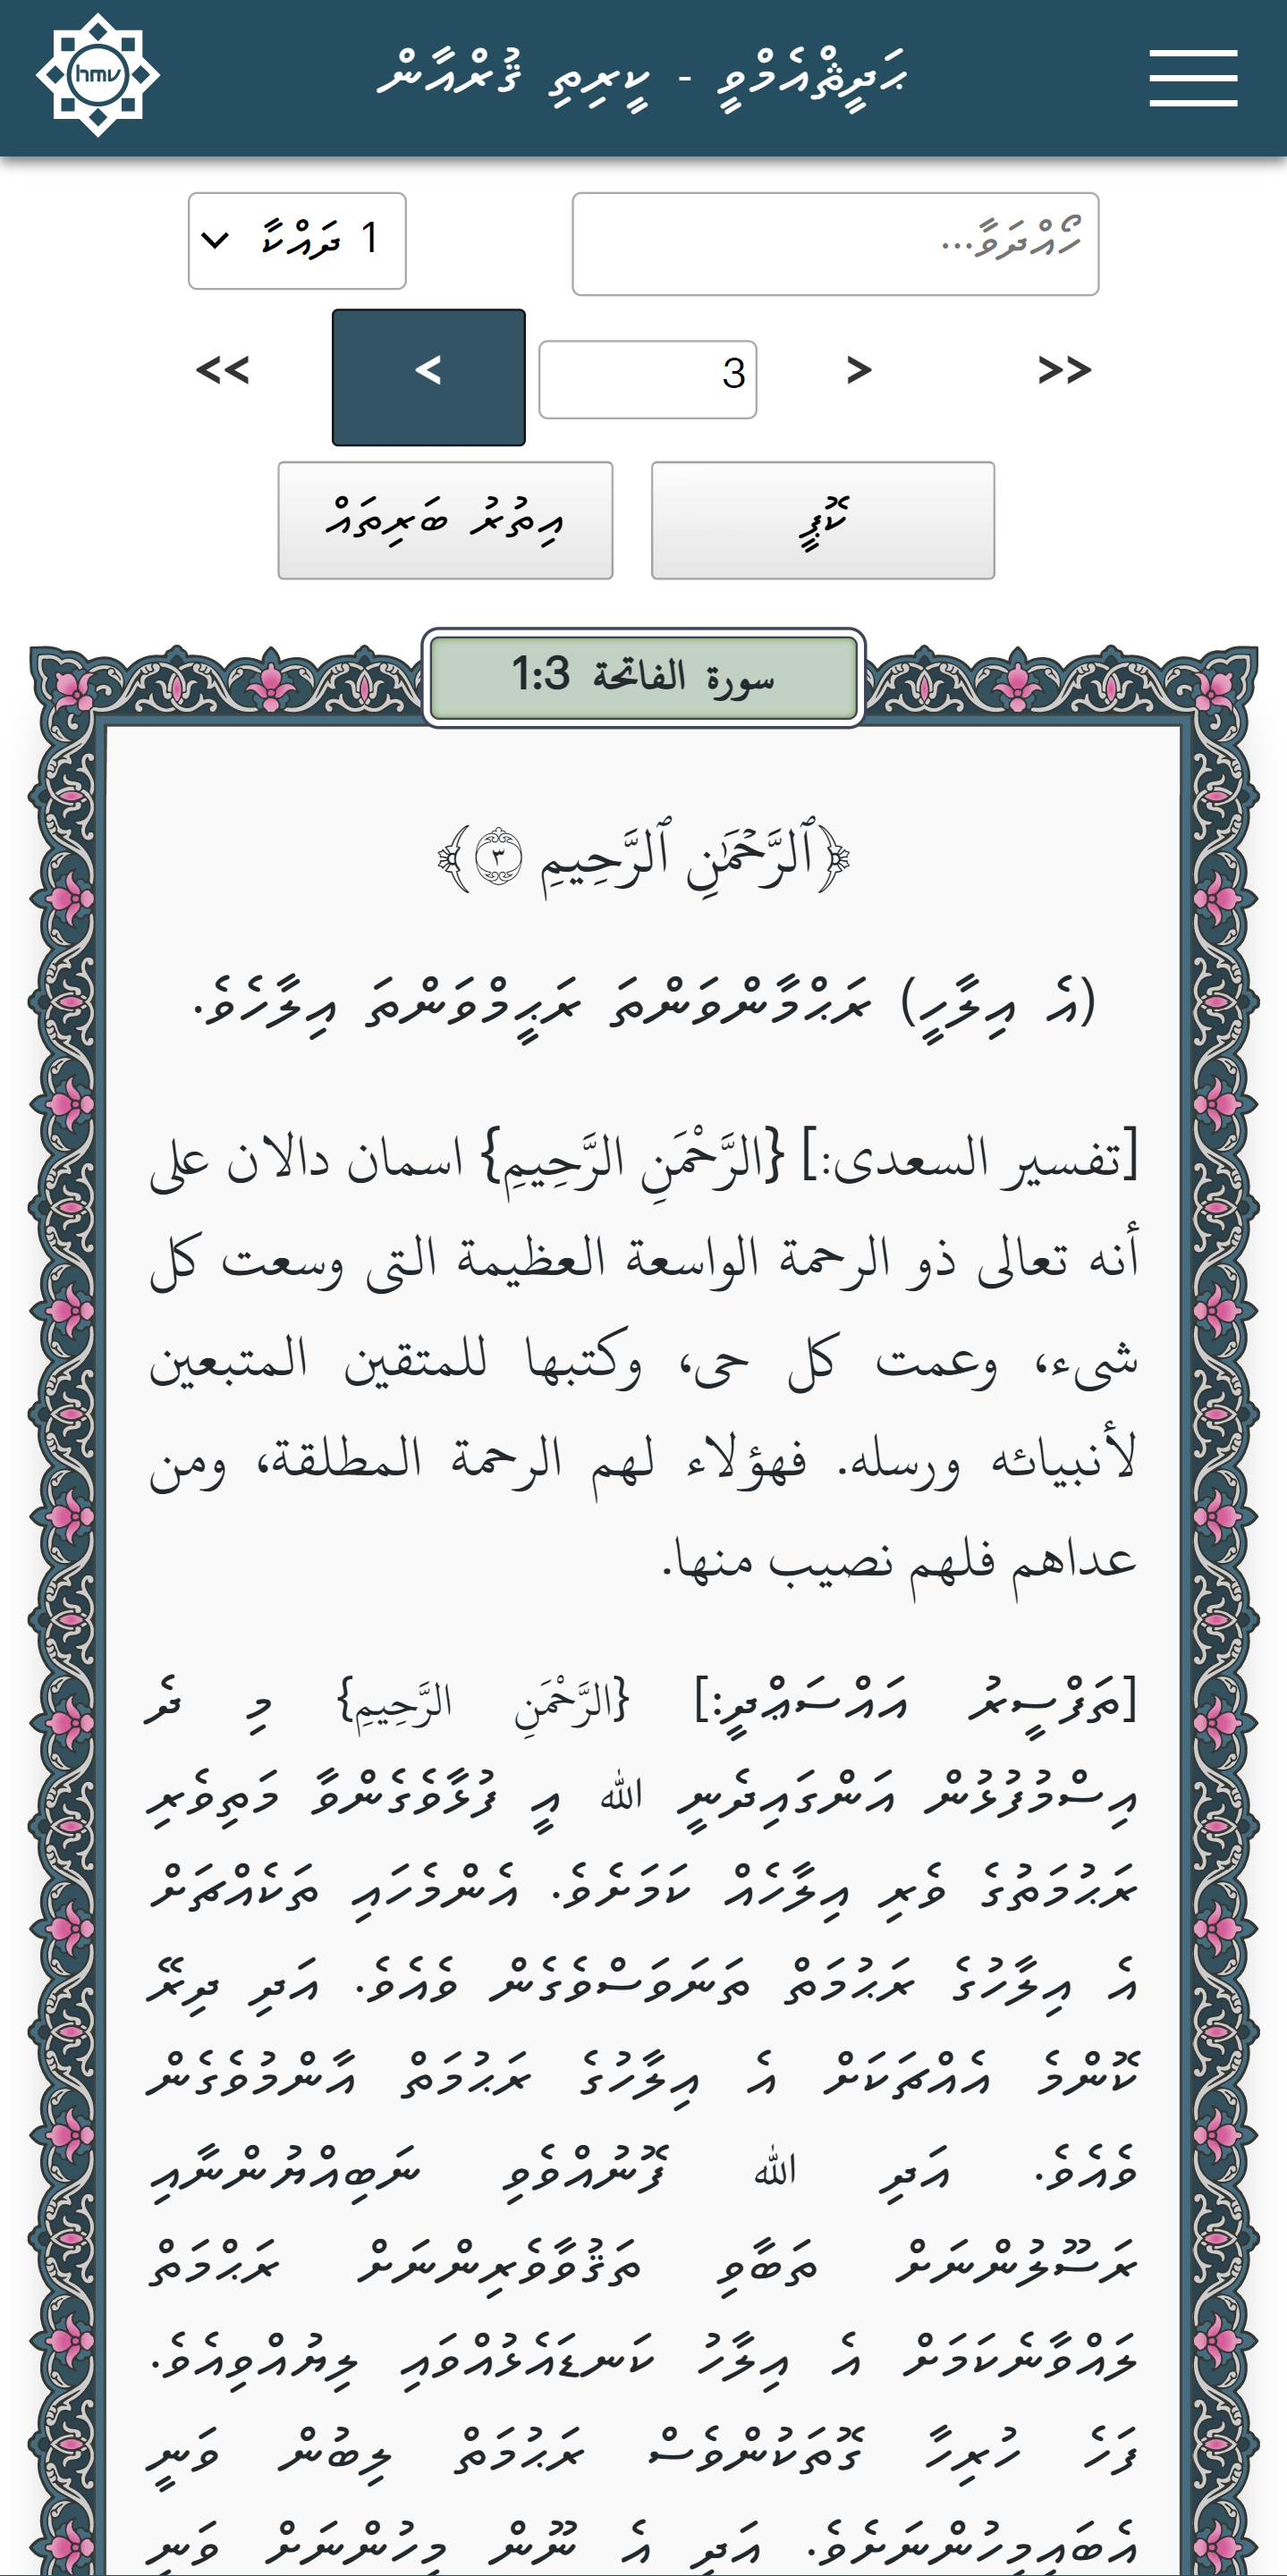 hmv
ޙަދީޘްއެމްވީ - ކީރިތި ޤުރްއާން
ހޯއްދަވާ...
1 ދައްކާ
<<
<
3
>
>>
ކޮޕީ
އިތުރު ބަރިތައް
سورة الفاتحة 1:3
﴿ٱلرَّحْمَـٰنِ ٱلرَّحِيمِ ٣﴾
(އެ އިލާހީ) ރަޙްމާންވަންތަ ރަޙީމްވަންތަ އިލާހެވެ.
[تفسير السعدى:] {الرَّحْمَنِ الرَّحِيمِ} اسمان دالان على
أنه تعالى ذو الرحمة الواسعة العظيمة التى وسعت كل
شىء، وعمت كل حى، وكتبها للمتقين المتبعين
لأنبيائه ورسله. فهؤلاء لهم الرحمة المطلقة، ومن
عداهم فلهم نصيب منها.
[ތަފްސީރު އައްސަޢްދީ:] {الرَّحْمَنِ الرَّحِيمِ} މި ދެ
އިސްމުފުޅުން އަންގައިދެނީ الله އީ ފުޅާވެގެންވާ މަތިވެރި
ރަޙުމަތުގެ ވެރި އިލާހެއް ކަމަށެވެ. އެންމެހައި ތަކެއްޗަށް
އެ އިލާހުގެ ރަޙުމަތް ތަނަވަސްވެގެން ވެއެވެ. އަދި ދިރޭ
ކޮންމެ އެއްޗަކަށް އެ އިލާހުގެ ރަޙުމަތް އާންމުވެގެން
ވެއެވެ. އަދި الله ފޮނުއްވެވި ނަބިއްޔުންނާއި
ރަސޫލުންނަށް ތަބާވި ތަޤުވާވެރިންނަށް ރަޙްމަތް
ލައްވާނެކަމަށް އެ އިލާހު ކަނޑައެޅުއްވައި ލިޔުއްވިއެވެ.
ފަހެ ހުރިހާ ގޮތަކުންވެސް ރަޙުމަތް ލިބުން ވަނީ
އެބައިމީހުންނަށެވެ. އަދި އެ ނޫން މީހުންނަށް ވަނީ